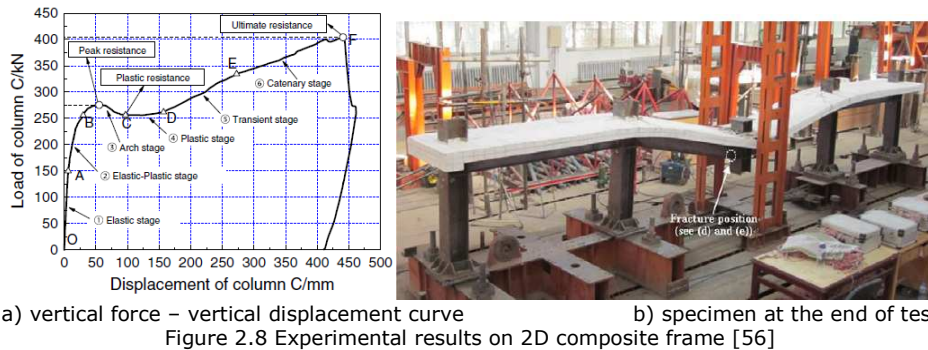 Ultimate resistance
450
400
350
300
250
200
150
100
50
0
Load of column C/kN
Peak resistance
Plastic resistance
F
E
B
C
D
A
O
⑥ Catenary stage
⑤ Transient stage
④ Plastic stage
③ Arch stage
② Elastic-Plastic stage
① Elastic stage
0 50 100 150 200 250 300 350 400 450 500
Displacement of column C/mm
Fracture position
(see (d) and (e))
a) vertical force – vertical displacement curve
b) specimen at the end of tes
Figure 2.8 Experimental results on 2D composite frame [56]